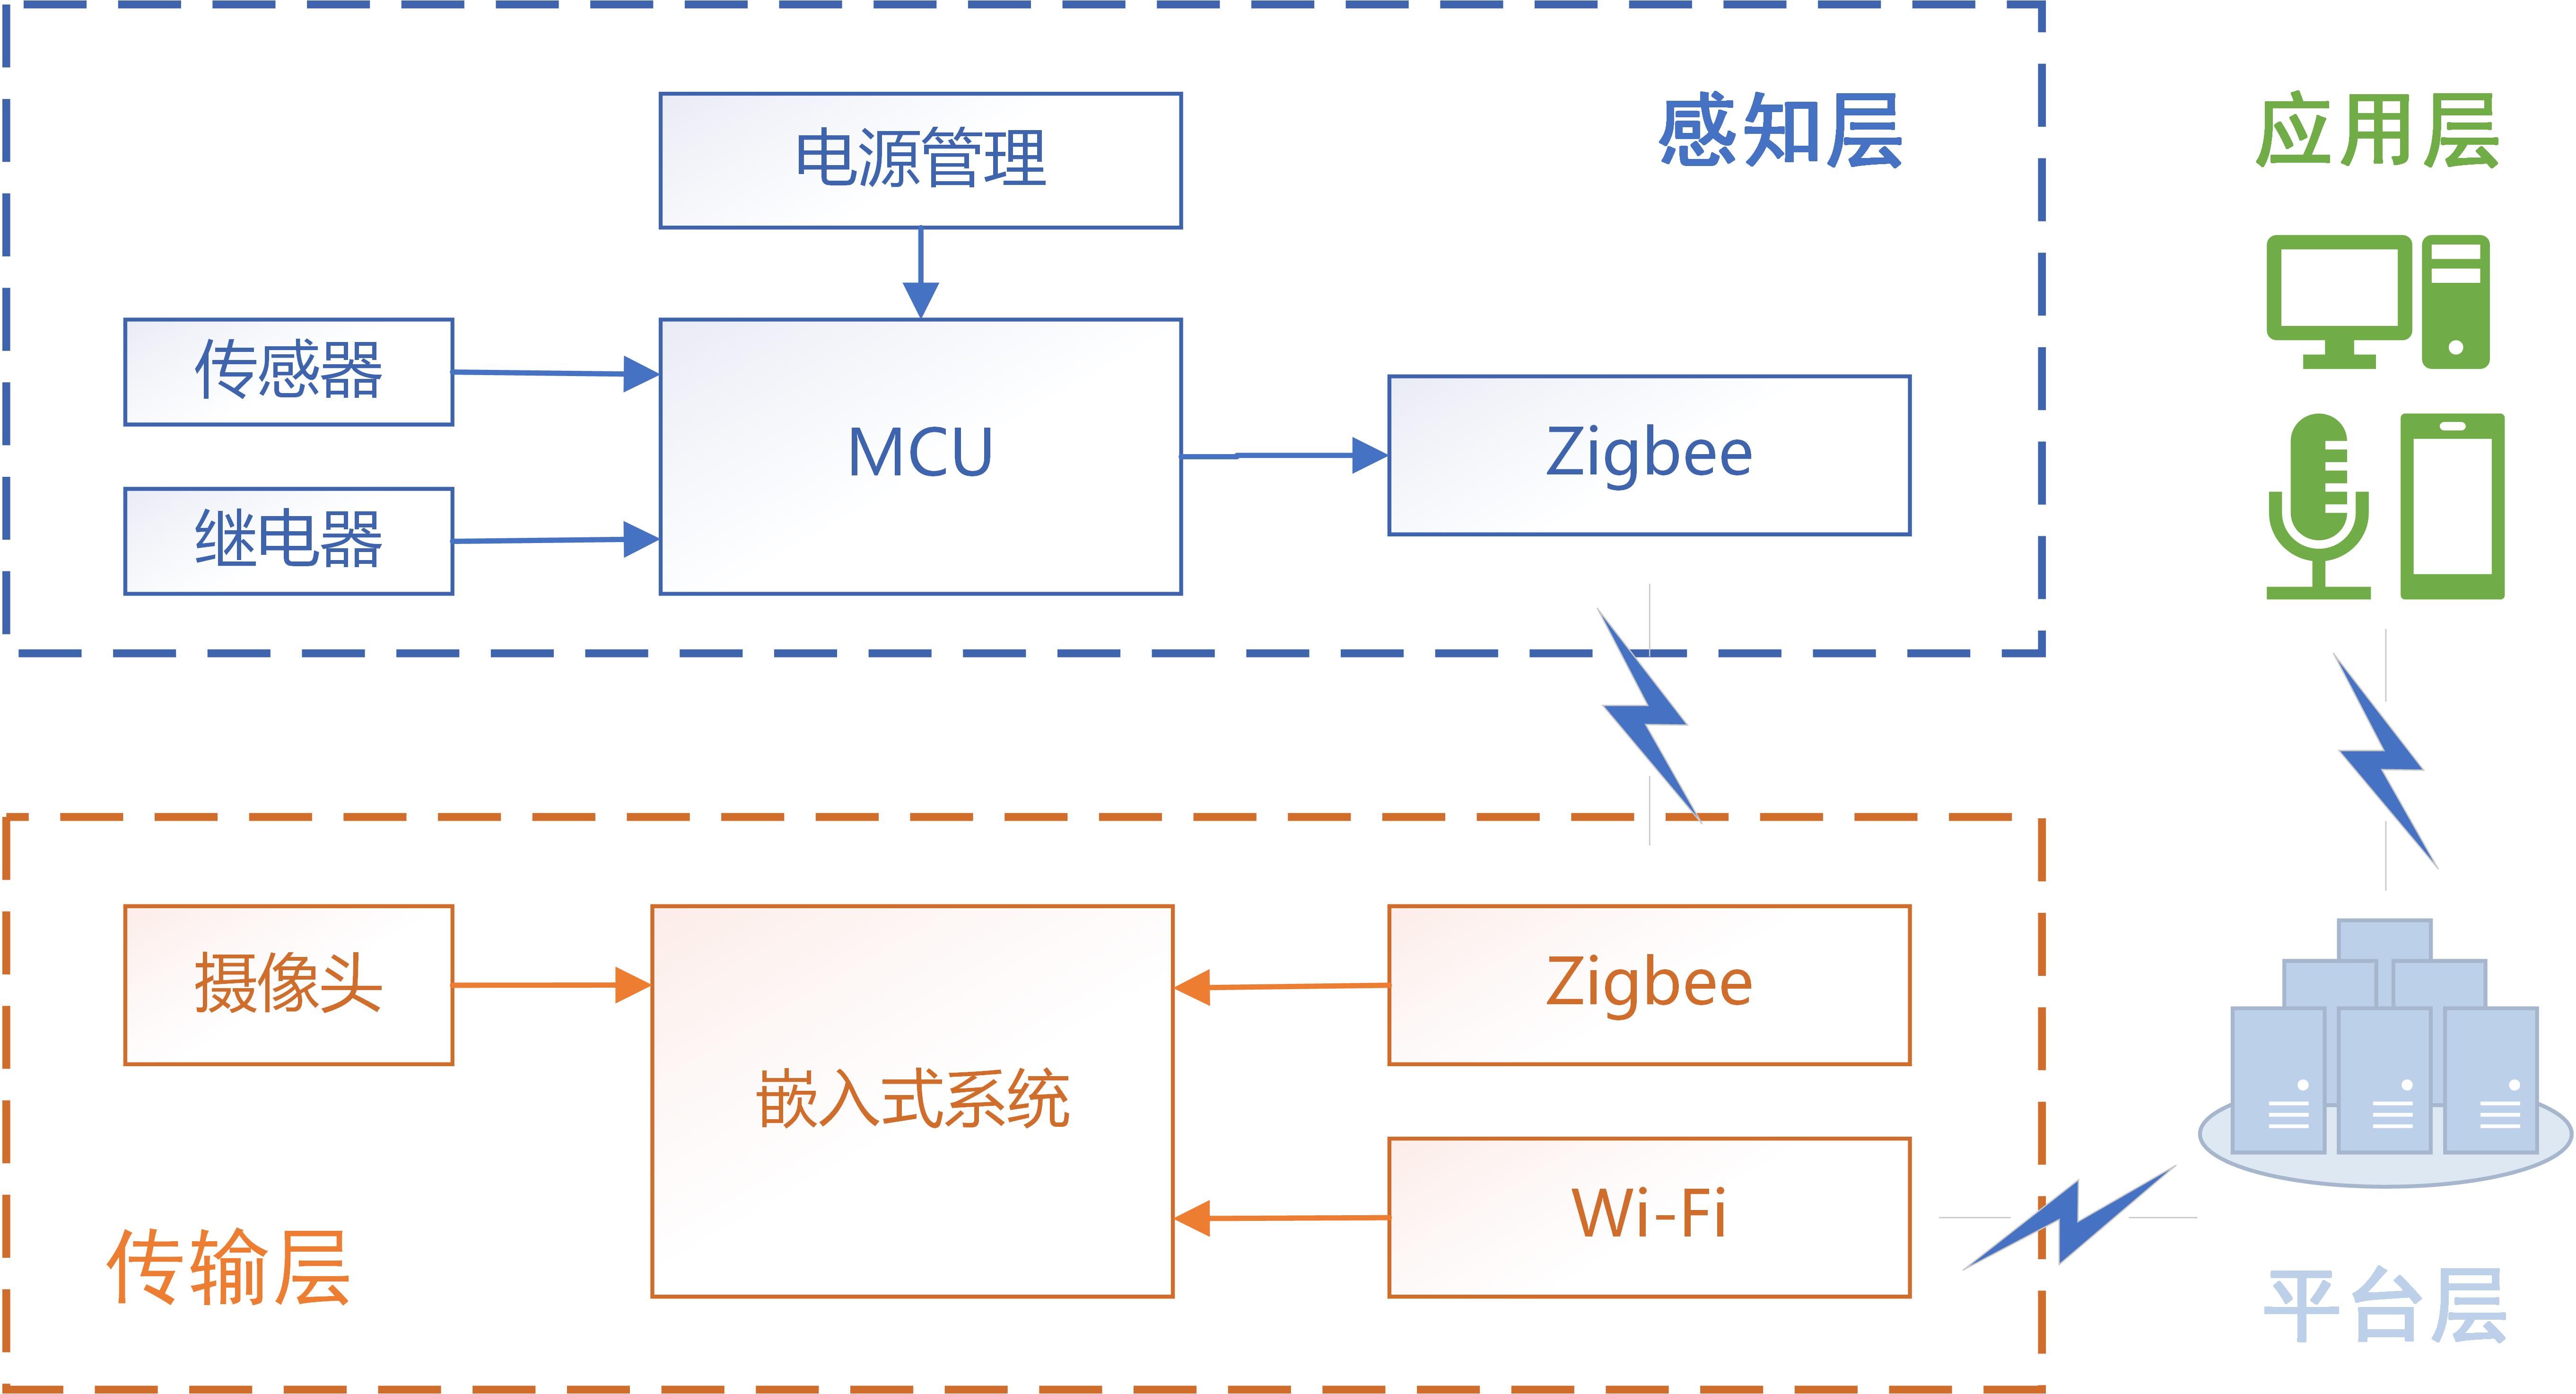 电源管理
感知层
应用层
传感器
MCU
Zigbee
继电器
摄像头
Zigbee
嵌入式系统
Wi-Fi
传输层
平台层